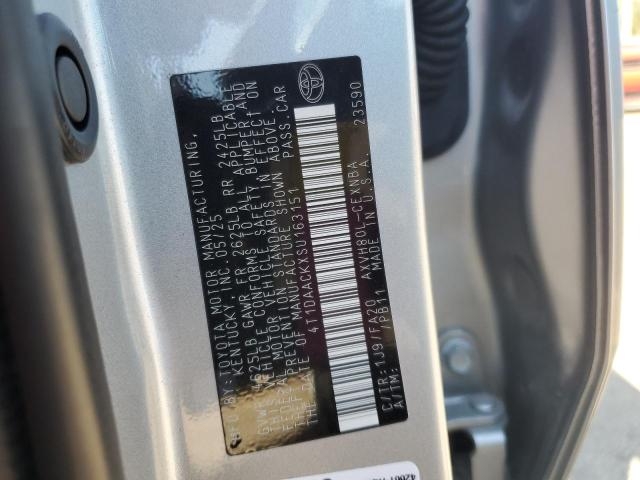 MFD. BY: TOYOTA MOTOR MANUFACTURING,
KENTUCKY, INC. 05/25
GVWR 4625LB GAWR FR 2625LB RR 2425LB
THIS VEHICLE CONFORMS TO ALL APPLICABLE
FEDERAL MOTOR VEHICLE SAFETY, BUMPER, AND
THEFT PREVENTION STANDARDS IN EFFECT ON
THE DATE OF MANUFACTURE SHOWN ABOVE.
4T1DAACKXSU163151 PASS. CAR
C/TR: 1J9/FA20 AXVH80L-CEXNBA
A/TM: /PB11 MADE IN U.S.A. 23590